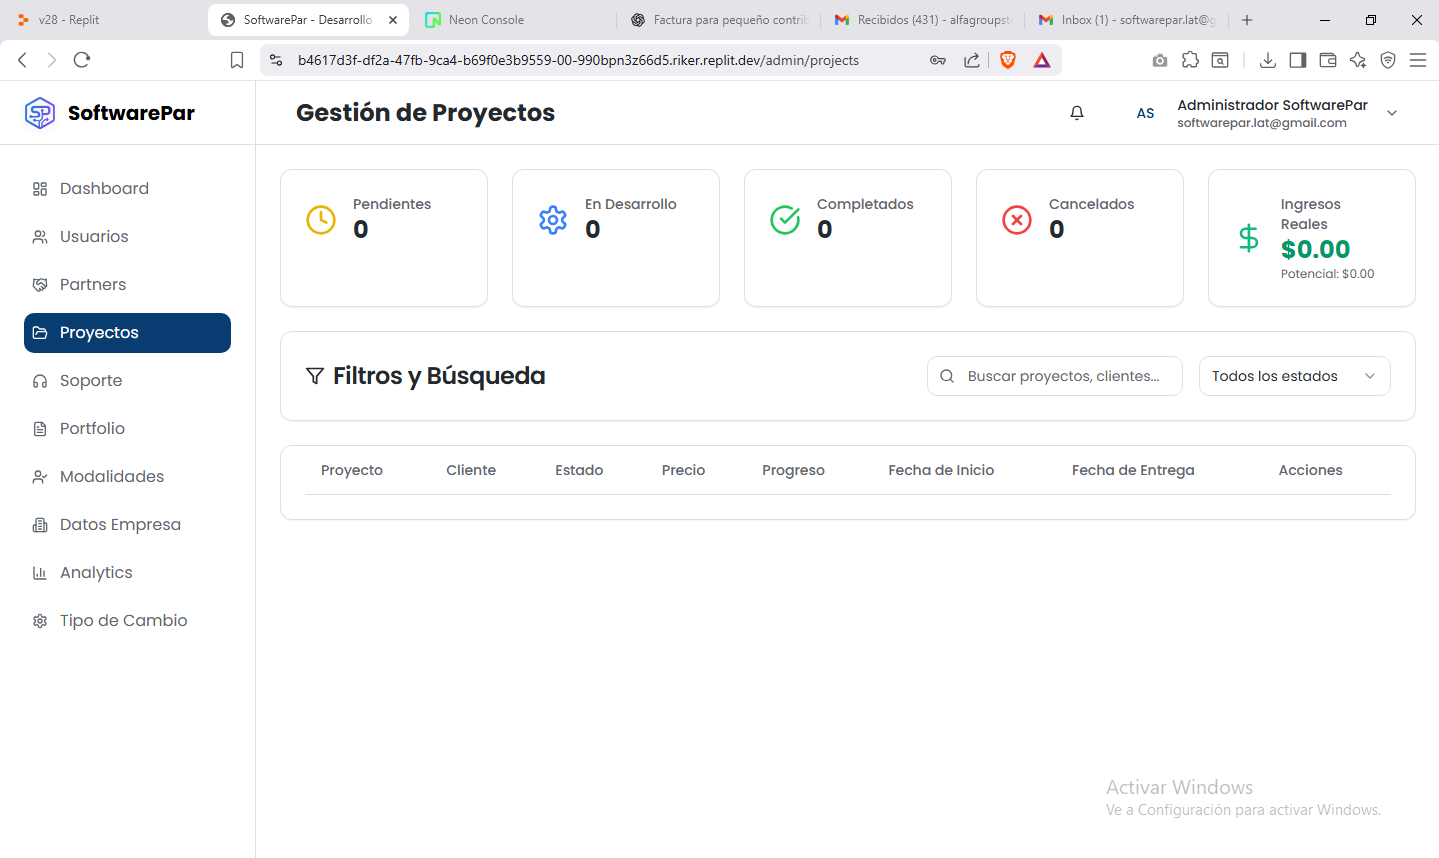 v28 - Replit
SoftwarePar - Desarrollo
Neon Console
Factura para pequeño contrib
Recibidos (431) - alfagroupsto
Inbox (1) - softwarepar.lat@g
b4617d3f-df2a-47fb-9ca4-b69f0e3b9559-00-990bpn3z66d5.riker.replit.dev/admin/projects
SoftwarePar
Gestión de Proyectos
AS
Administrador SoftwarePar
softwarepar.lat@gmail.com
Dashboard
Usuarios
Partners
Proyectos
Soporte
Portfolio
Modalidades
Datos Empresa
Analytics
Tipo de Cambio
Pendientes
0
En Desarrollo
0
Completados
0
Cancelados
0
Ingresos
Reales
$0.00
Potencial: $0.00
Filtros y Búsqueda
Buscar proyectos, clientes...
Todos los estados
Proyecto Cliente Estado Precio Progreso Fecha de Inicio Fecha de Entrega Acciones
Activar Windows
Ve a Configuración para activar Windows.